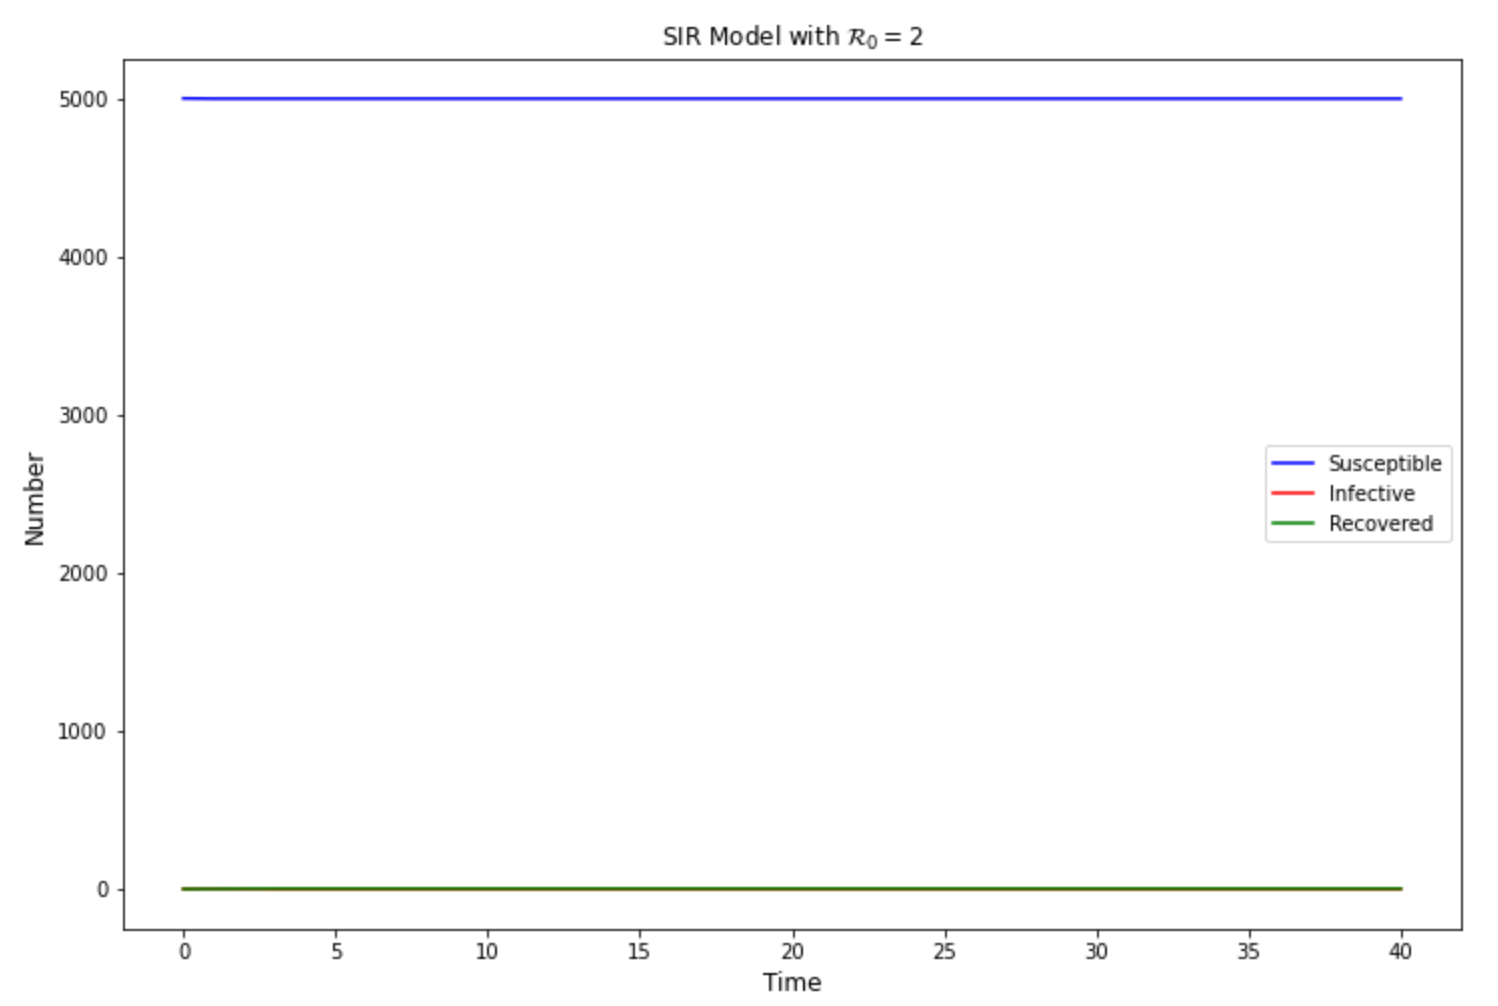 SIR Model with ℛ₀ = 2
5000
4000
3000
2000
1000
0
Number
Susceptible
Infective
Recovered
0 5 10 15 20 25 30 35 40
Time